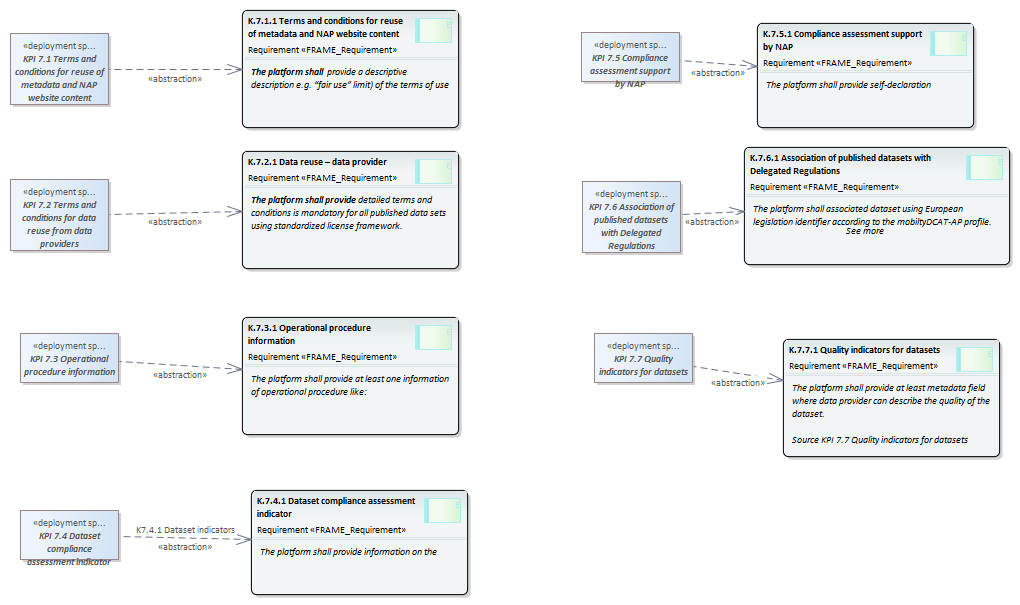 «deployment sp...
KPI 7.1 Terms and
conditions for reuse of
metadata and NAP
website content
«abstraction»
K.7.1.1 Terms and conditions for reuse
of metadata and NAP website content
Requirement «FRAME_Requirement»
The platform shall provide a descriptive
description e.g. "fair use" limit) of the terms of use
«deployment sp...
KPI 7.2 Terms and
conditions for data
reuse from data
providers
«abstraction»
K.7.2.1 Data reuse – data provider
Requirement «FRAME_Requirement»
The platform shall provide detailed terms and
conditions is mandatory for all published data sets
using standardized license framework.
«deployment sp...
KPI 7.3 Operational
procedure information
«abstraction»
K.7.3.1 Operational procedure
information
Requirement «FRAME_Requirement»
The platform shall provide at least one information
of operational procedure like:
«deployment sp...
KPI 7.4 Dataset
compliance
assessment indicator
K7.4.1 Dataset indicators
«abstraction»
K.7.4.1 Dataset compliance assessment
indicator
Requirement «FRAME_Requirement»
The platform shall provide information on the
«deployment sp...
KPI 7.5 Compliance
assessment support
by NAP
«abstraction»
K.7.5.1 Compliance assessment support
by NAP
Requirement «FRAME_Requirement»
The platform shall provide self-declaration
«deployment sp...
KPI 7.6 Association of
published datasets
with Delegated
Regulations
«abstraction»
K.7.6.1 Association of published datasets with
Delegated Regulations
Requirement «FRAME_Requirement»
The platform shall associated dataset using European
legislation identifier according to the mobiltyDCAT-AP profile.
See more
«deployment sp...
KPI 7.7 Quality
indicators for datasets
«abstraction»
K.7.7.1 Quality indicators for datasets
Requirement «FRAME_Requirement»
The platform shall provide at least metadata field
where data provider can describe the quality of the
dataset.
Source KPI 7.7 Quality indicators for datasets